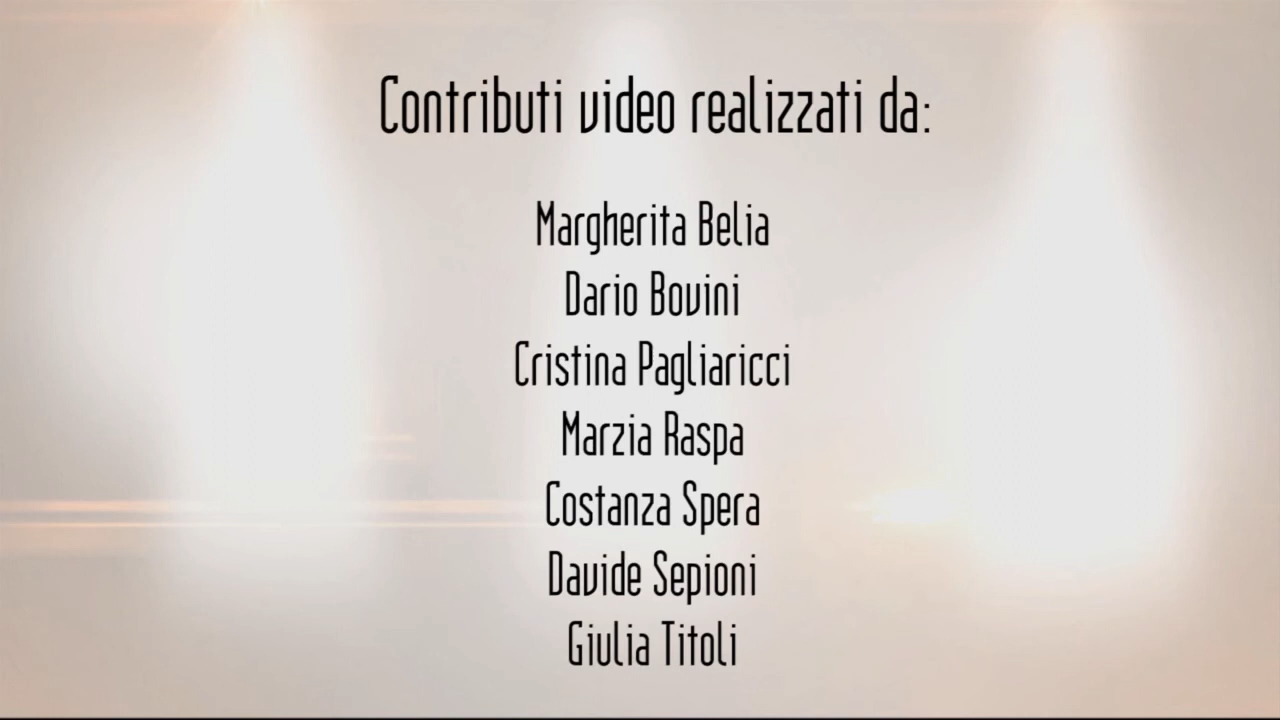 Contributi video realizzati da:
Margherita Belia
Dario Bovini
Cristina Pagliaricci
Marzia Raspa
Costanza Spera
Davide Sepioni
Giulia Titoli